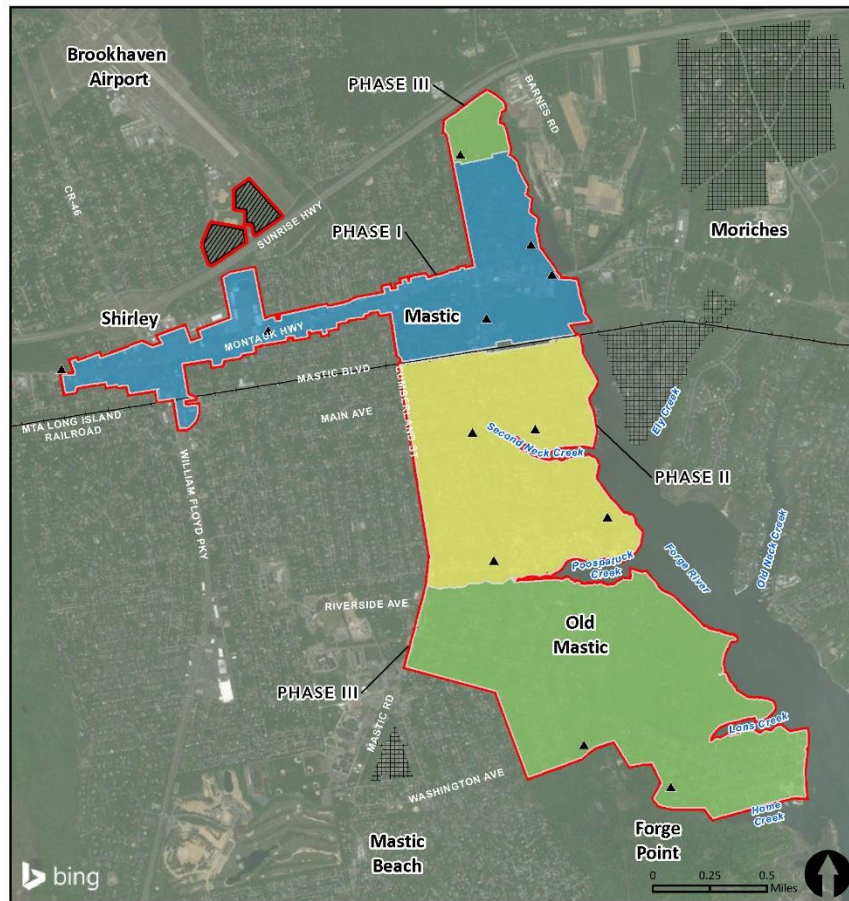 Brookhaven
Airport
PHASE III
BARNES RD
CR-46
SUNRISE HWY
Moriches
PHASE I
Shirley
Mastic
MONTAUK HWY
MASTIC BLVD
MTA LONG ISLAND
RAILROAD
MAIN AVE
CUMBERLAND ST
Ely Creek
Second Neck Creek
WILLIAM FLOYD PKY
PHASE II
Poospatuck
Creek
Forge River
Old Neck Creek
RIVERSIDE AVE
Old
Mastic
PHASE III
MASTIC RD
Lons Creek
WASHINGTON AVE
Home
Creek
Mastic
Beach
Forge
Point
bing
0 0.25 0.5
Miles